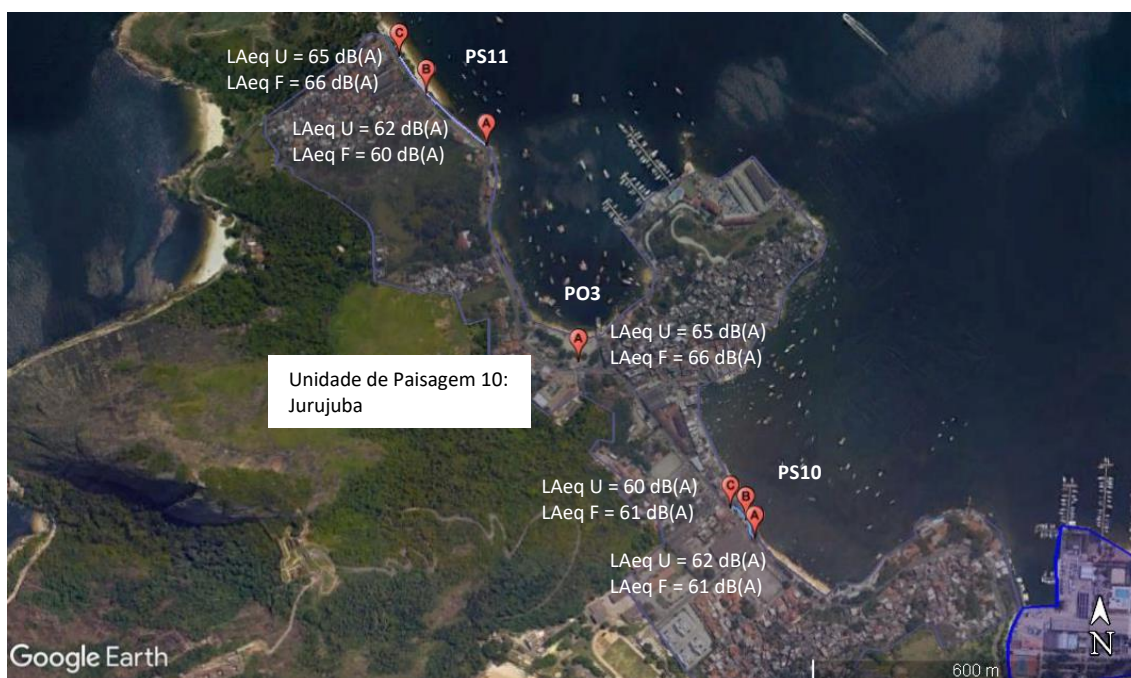 C
LAeq U = 65 dB(A)
PS11
LAeq F = 66 dB(A)
B
LAeq U = 62 dB(A)
A
LAeq F = 60 dB(A)
PO3
LAeq U = 65 dB(A)
A
LAeq F = 66 dB(A)
Unidade de Paisagem 10:
Jurujuba
PS10
LAeq U = 60 dB(A)
C
B
LAeq F = 61 dB(A)
A
LAeq U = 62 dB(A)
LAeq F = 61 dB(A)
N
Google Earth
600 m